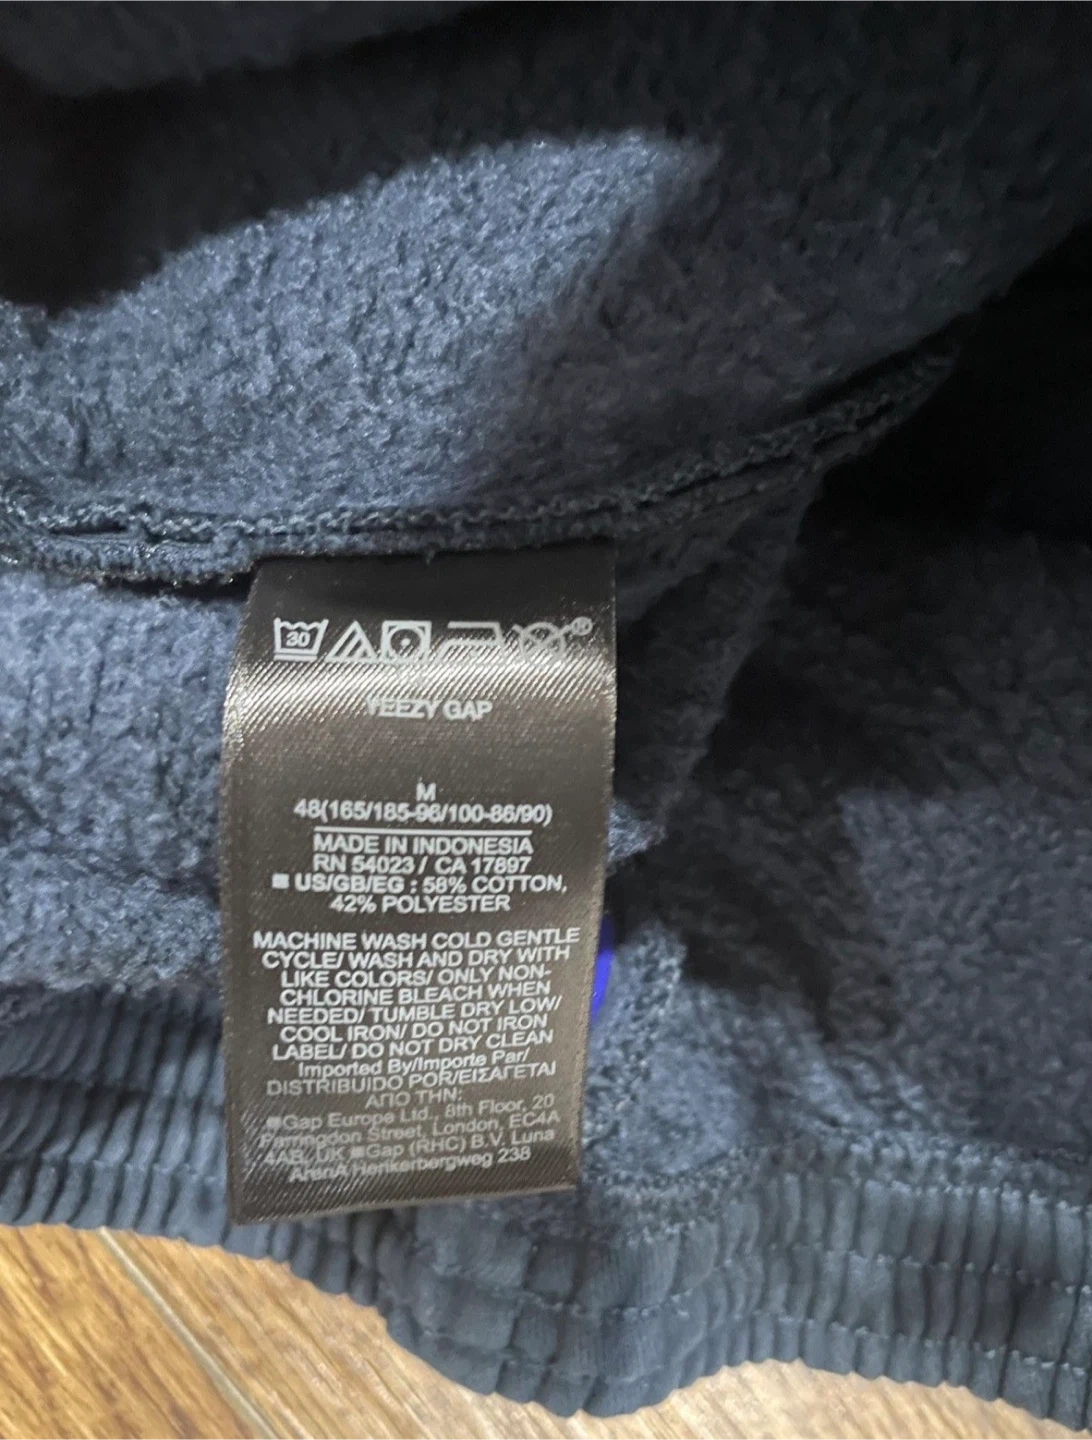 30
®
YEEZY GAP
M
48(165/185-96/100-86/90)
MADE IN INDONESIA
RN 54023 / CA 17897
■ US/GB/EG : 58% COTTON,
42% POLYESTER
MACHINE WASH COLD GENTLE
CYCLE/ WASH AND DRY WITH
LIKE COLORS/ ONLY NON-
CHLORINE BLEACH WHEN
NEEDED/ TUMBLE DRY LOW/
COOL IRON/ DO NOT IRON
LABEL/ DO NOT DRY CLEAN
Imported By/Importe Par/
DISTRIBUIDO POR/ΕΙΣΑΓΕΤΑΙ
ΑΠΟ ΤΗΝ:
■Gap Europe Ltd., 8th Floor, 20
Farringdon Street, London, EC4A
4AB, UK ■Gap (RHC) B.V. Luna
ArenA Herikerbergweg 238